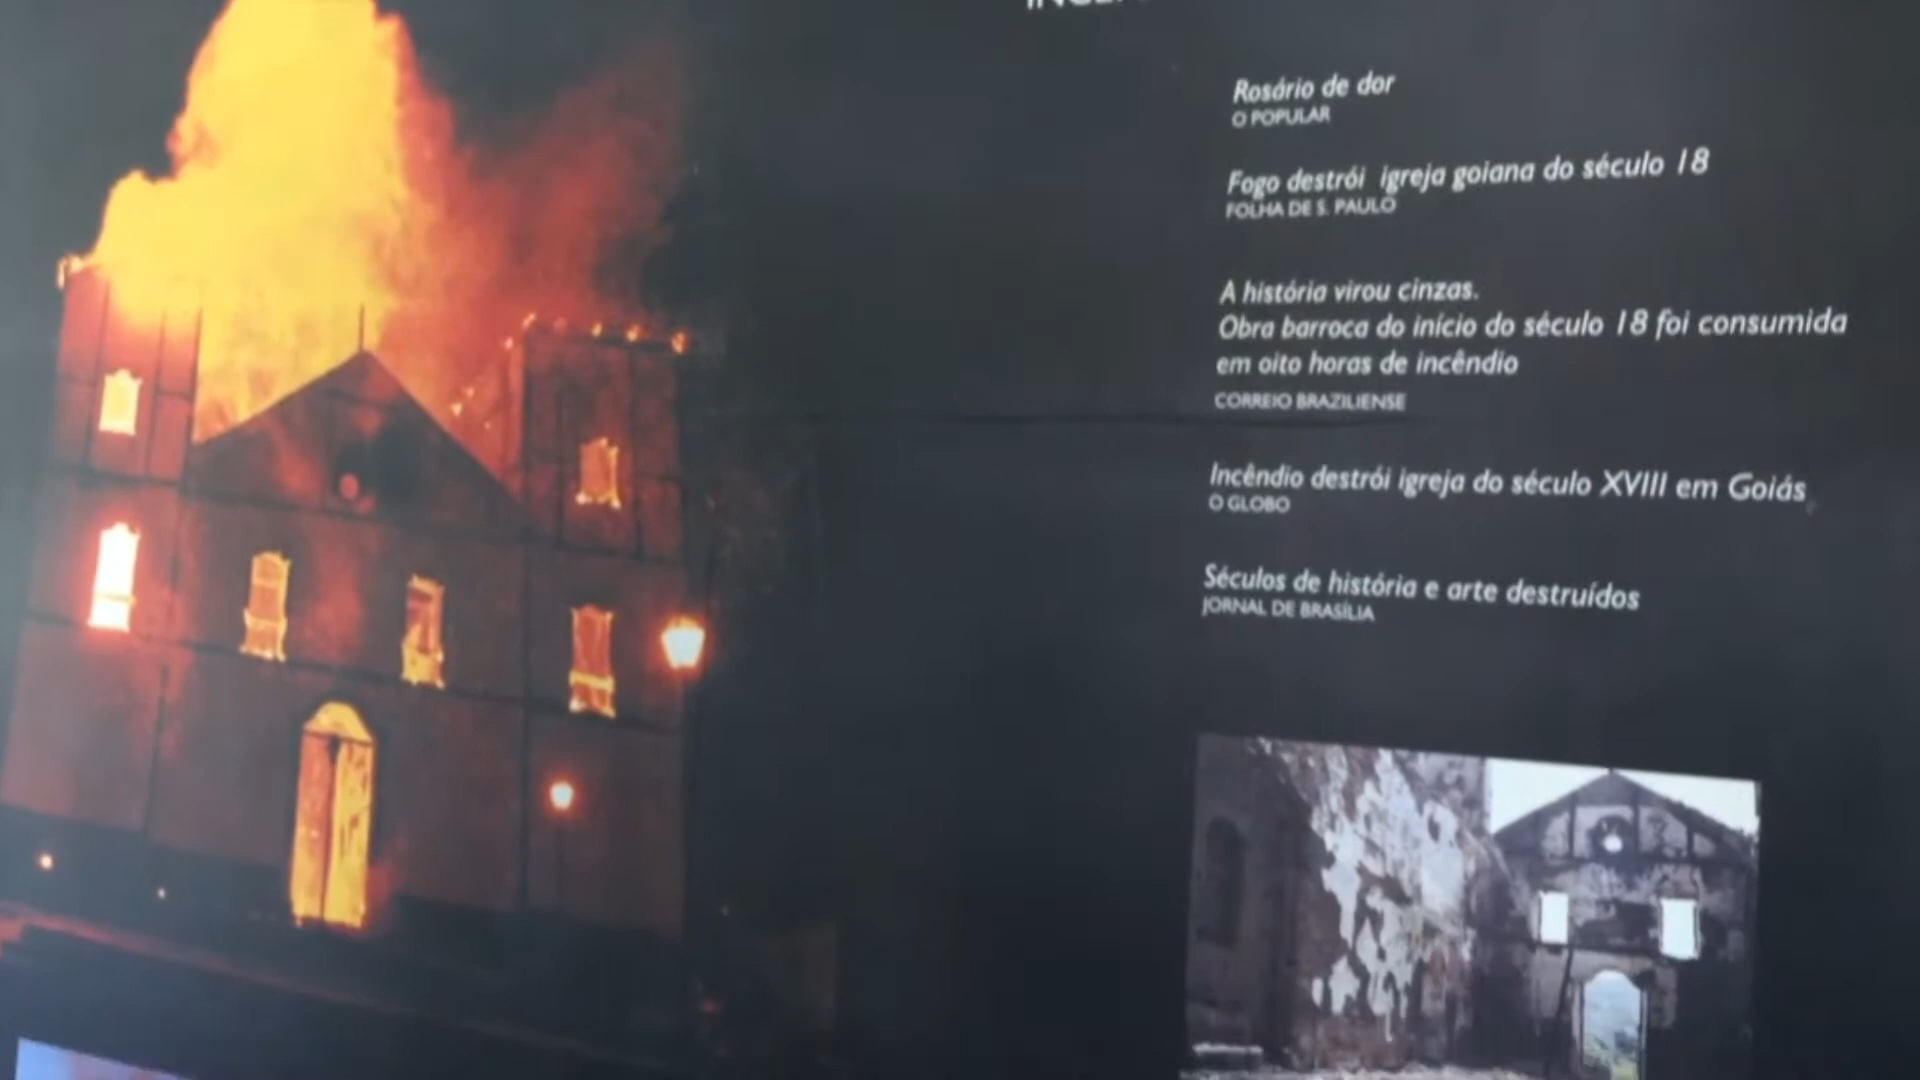 Rosário de dor
O POPULAR
Fogo destrói igreja goiana do século 18
FOLHA DE S. PAULO
A história virou cinzas.
Obra barroca do início do século 18 foi consumida
em oito horas de incêndio
CORREIO BRAZILIENSE
Incêndio destrói igreja do século XVIII em Goiás
O GLOBO
Séculos de história e arte destruídos
JORNAL DE BRASÍLIA